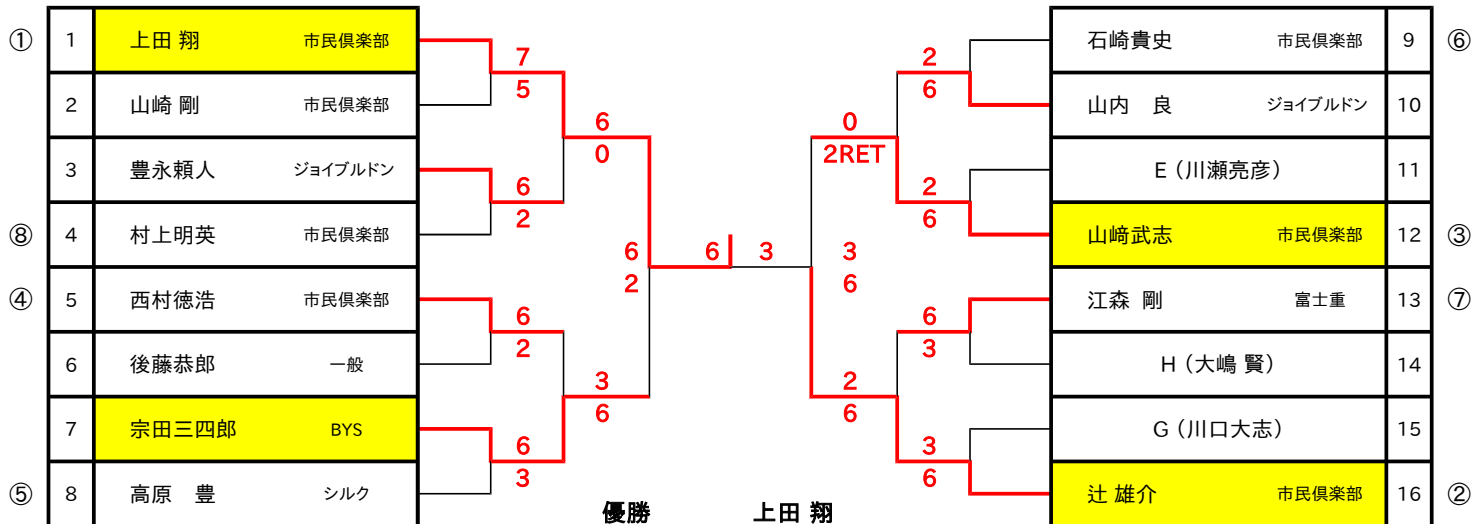 ① 1 上田 翔 市民倶楽部
2 山崎 剛 市民倶楽部
3 豊永頼人 ジョイブルドン
⑧ 4 村上明英 市民倶楽部
④ 5 西村徳浩 市民倶楽部
6 後藤恭郎 一般
7 宗田三四郎 BYS
⑤ 8 高原 豊 シルク
7
5
6
2
6
2
6
3
6
0
3
6
6
2
6 3
3
6
0
2RET
2
6
2
6
2
6
6
3
3
6
石崎貴史 市民倶楽部 9 ⑥
山内 良 ジョイブルドン 10
E（川瀬亮彦） 11
山﨑武志 市民倶楽部 12 ③
江森 剛 富士重 13 ⑦
H（大嶋 賢） 14
G（川口大志） 15
辻 雄介 市民倶楽部 16 ②
優勝 上田 翔